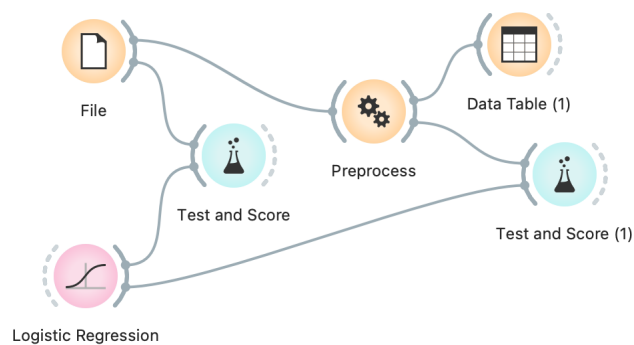 File
Data Table (1)
Preprocess
Test and Score
Test and Score (1)
Logistic Regression